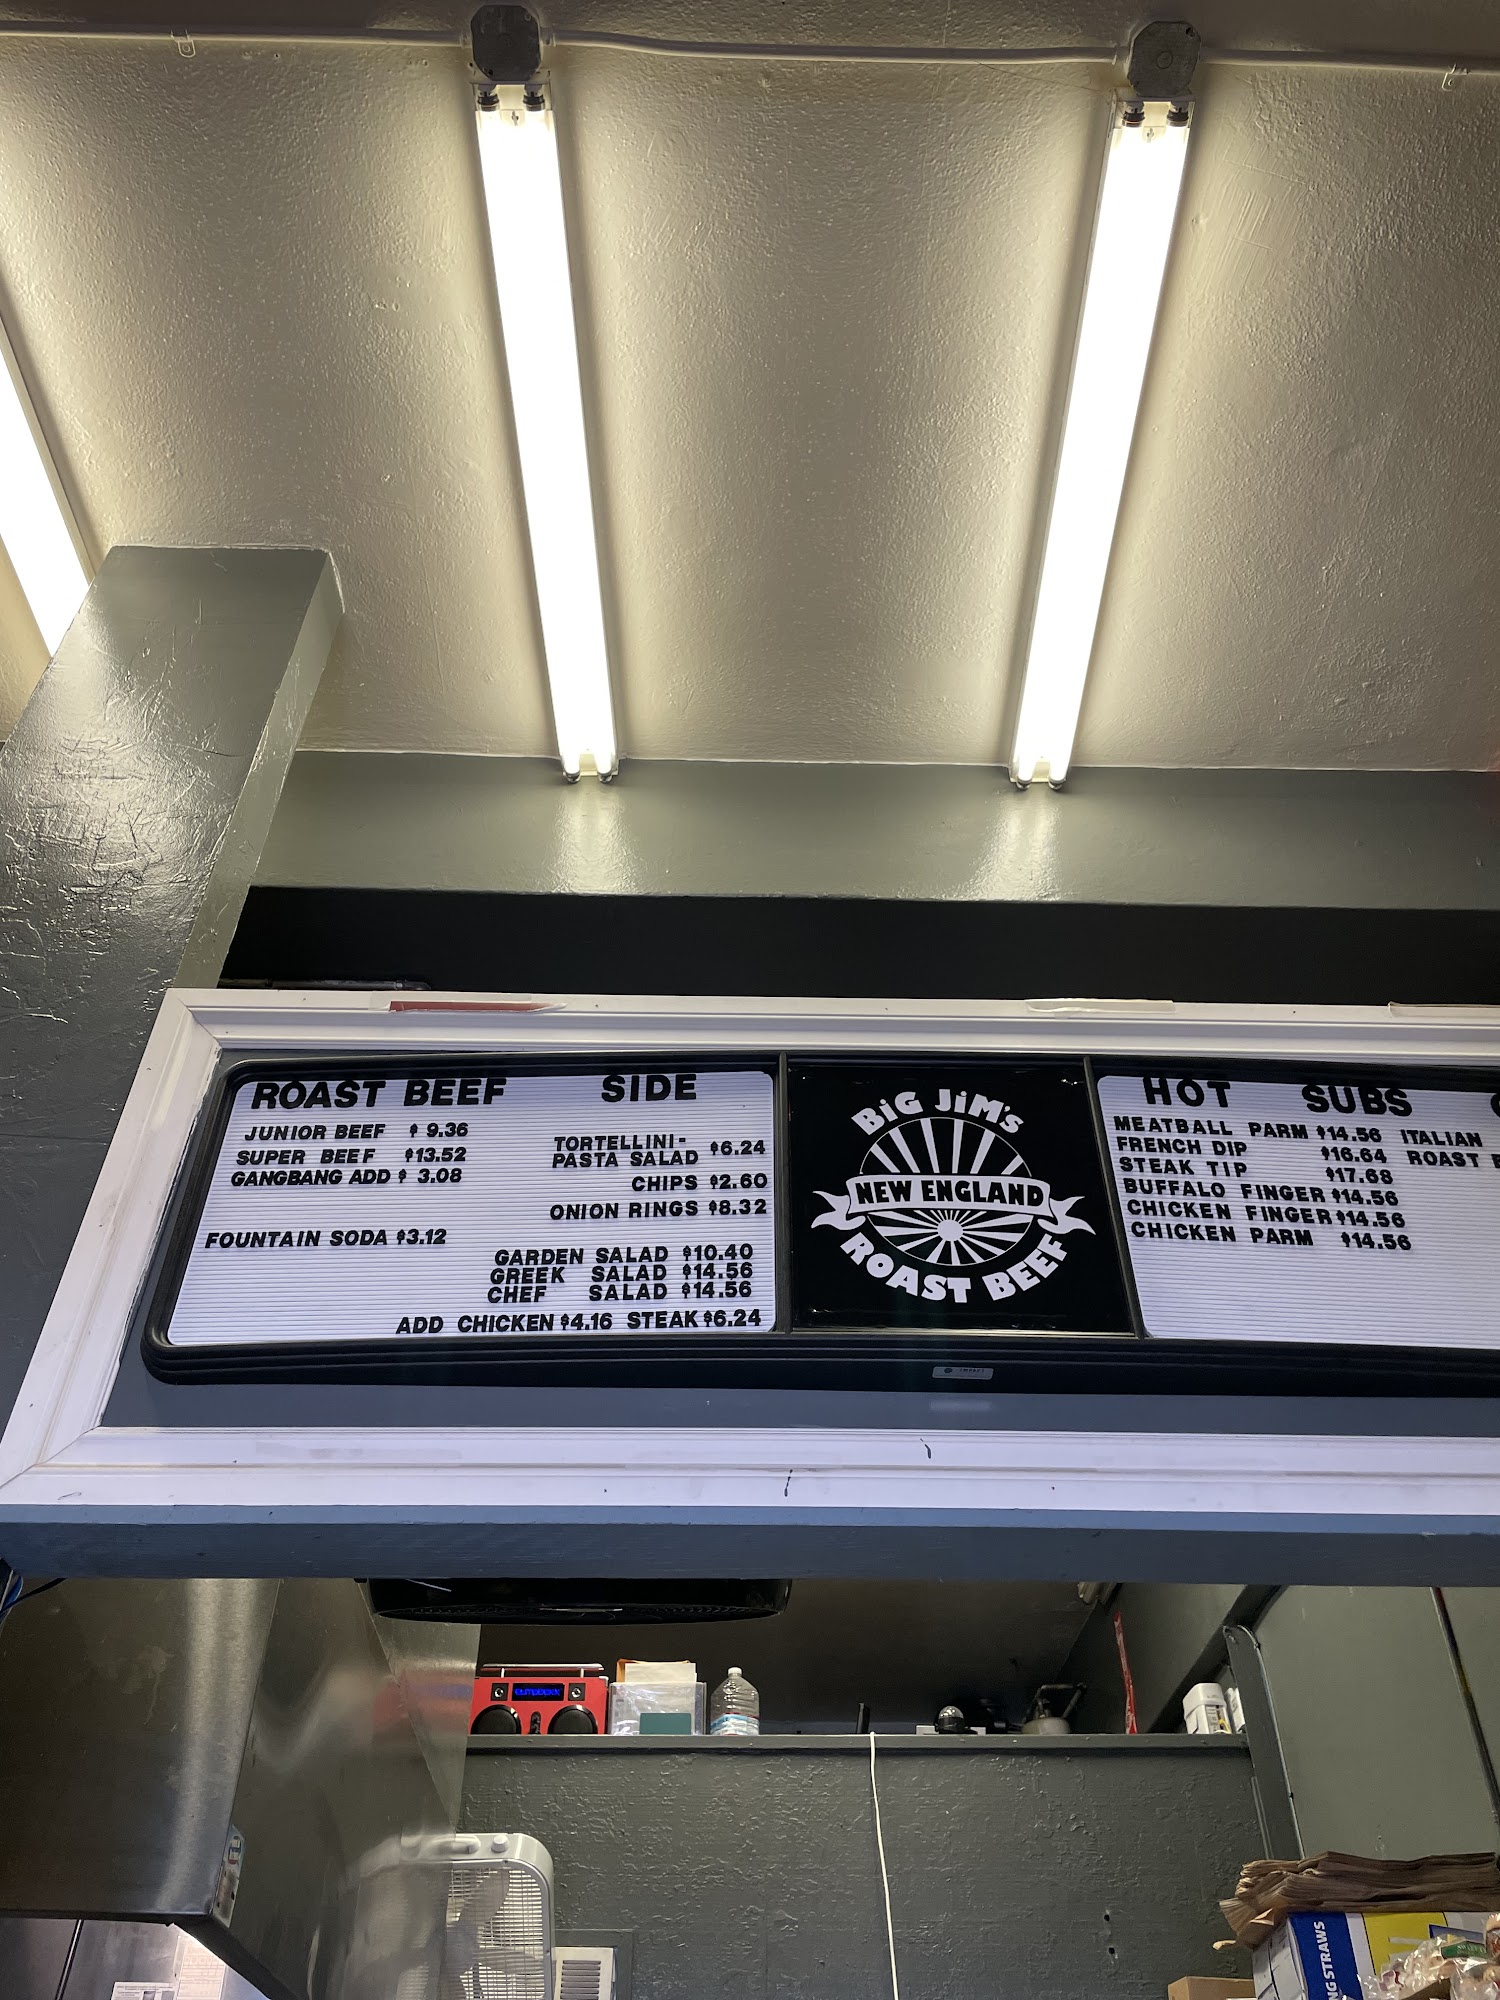 ROAST BEEF
JUNIOR BEEF $ 9.36
SUPER BEEF $13.52
GANGBANG ADD $ 3.08
FOUNTAIN SODA $3.12
SIDE
TORTELLINI-
PASTA SALAD $6.24
CHIPS $2.60
ONION RINGS $8.32
GARDEN SALAD $10.40
GREEK SALAD $14.56
CHEF SALAD $14.56
ADD CHICKEN $4.16 STEAK $6.24
BiG JiM's
NEW ENGLAND
ROAST BEEF
HOT SUBS
MEATBALL PARM $14.56
FRENCH DIP $16.64
STEAK TIP $17.68
BUFFALO FINGER $14.56
CHICKEN FINGER $14.56
CHICKEN PARM $14.56
ITALIAN
ROAST
STRAWS